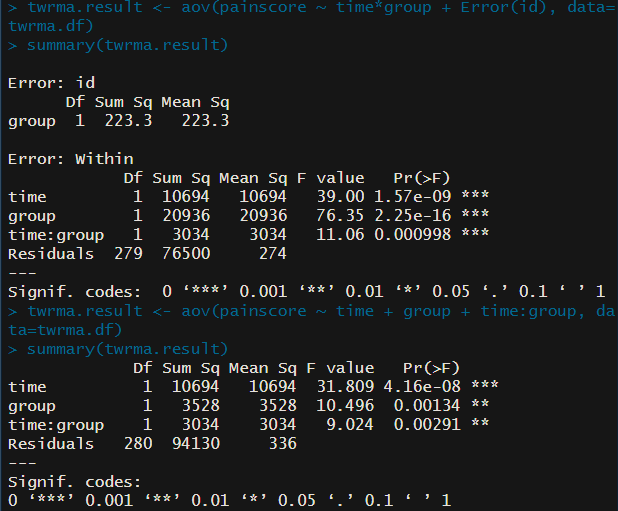 > twrma.result <- aov(painscore ~ time*group + Error(id), data=
twrma.df)
> summary(twrma.result)
Error: id
      Df Sum Sq Mean Sq
group  1  223.3   223.3
Error: Within
            Df Sum Sq Mean Sq F value   Pr(>F)
time         1  10694   10694   39.00 1.57e-09 ***
group        1  20936   20936   76.35 2.25e-16 ***
time:group   1   3034    3034   11.06 0.000998 ***
Residuals  279  76500     274
---
Signif. codes:  0 ‘***’ 0.001 ‘**’ 0.01 ‘*’ 0.05 ‘.’ 0.1 ‘ ’ 1
> twrma.result <- aov(painscore ~ time + group + time:group, da
ta=twrma.df)
> summary(twrma.result)
             Df Sum Sq Mean Sq F value   Pr(>F)
time          1  10694   10694  31.809 4.16e-08 ***
group         1   3528    3528  10.496  0.00134 **
time:group    1   3034    3034   9.024  0.00291 **
Residuals   280  94130     336
---
Signif. codes:
0 ‘***’ 0.001 ‘**’ 0.01 ‘*’ 0.05 ‘.’ 0.1 ‘ ’ 1